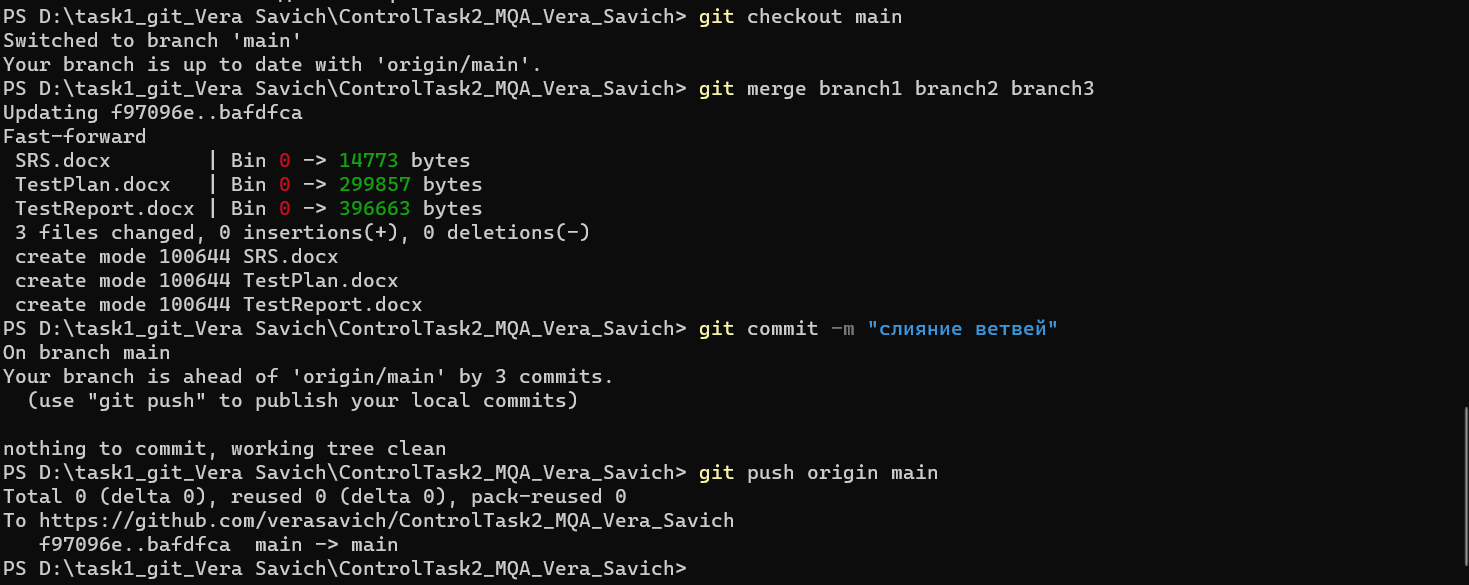 PS D:\task1_git_Vera Savich\ControlTask2_MQA_Vera_Savich> git checkout main
Switched to branch 'main'
Your branch is up to date with 'origin/main'.
PS D:\task1_git_Vera Savich\ControlTask2_MQA_Vera_Savich> git merge branch1 branch2 branch3
Updating f97096e..bafdfca
Fast-forward
 SRS.docx        | Bin 0 -> 14773 bytes
 TestPlan.docx   | Bin 0 -> 299857 bytes
 TestReport.docx | Bin 0 -> 396663 bytes
 3 files changed, 0 insertions(+), 0 deletions(-)
 create mode 100644 SRS.docx
 create mode 100644 TestPlan.docx
 create mode 100644 TestReport.docx
PS D:\task1_git_Vera Savich\ControlTask2_MQA_Vera_Savich> git commit -m "слияние ветвей"
On branch main
Your branch is ahead of 'origin/main' by 3 commits.
  (use "git push" to publish your local commits)

nothing to commit, working tree clean
PS D:\task1_git_Vera Savich\ControlTask2_MQA_Vera_Savich> git push origin main
Total 0 (delta 0), reused 0 (delta 0), pack-reused 0
To https://github.com/verasavich/ControlTask2_MQA_Vera_Savich
   f97096e..bafdfca  main -> main
PS D:\task1_git_Vera Savich\ControlTask2_MQA_Vera_Savich>